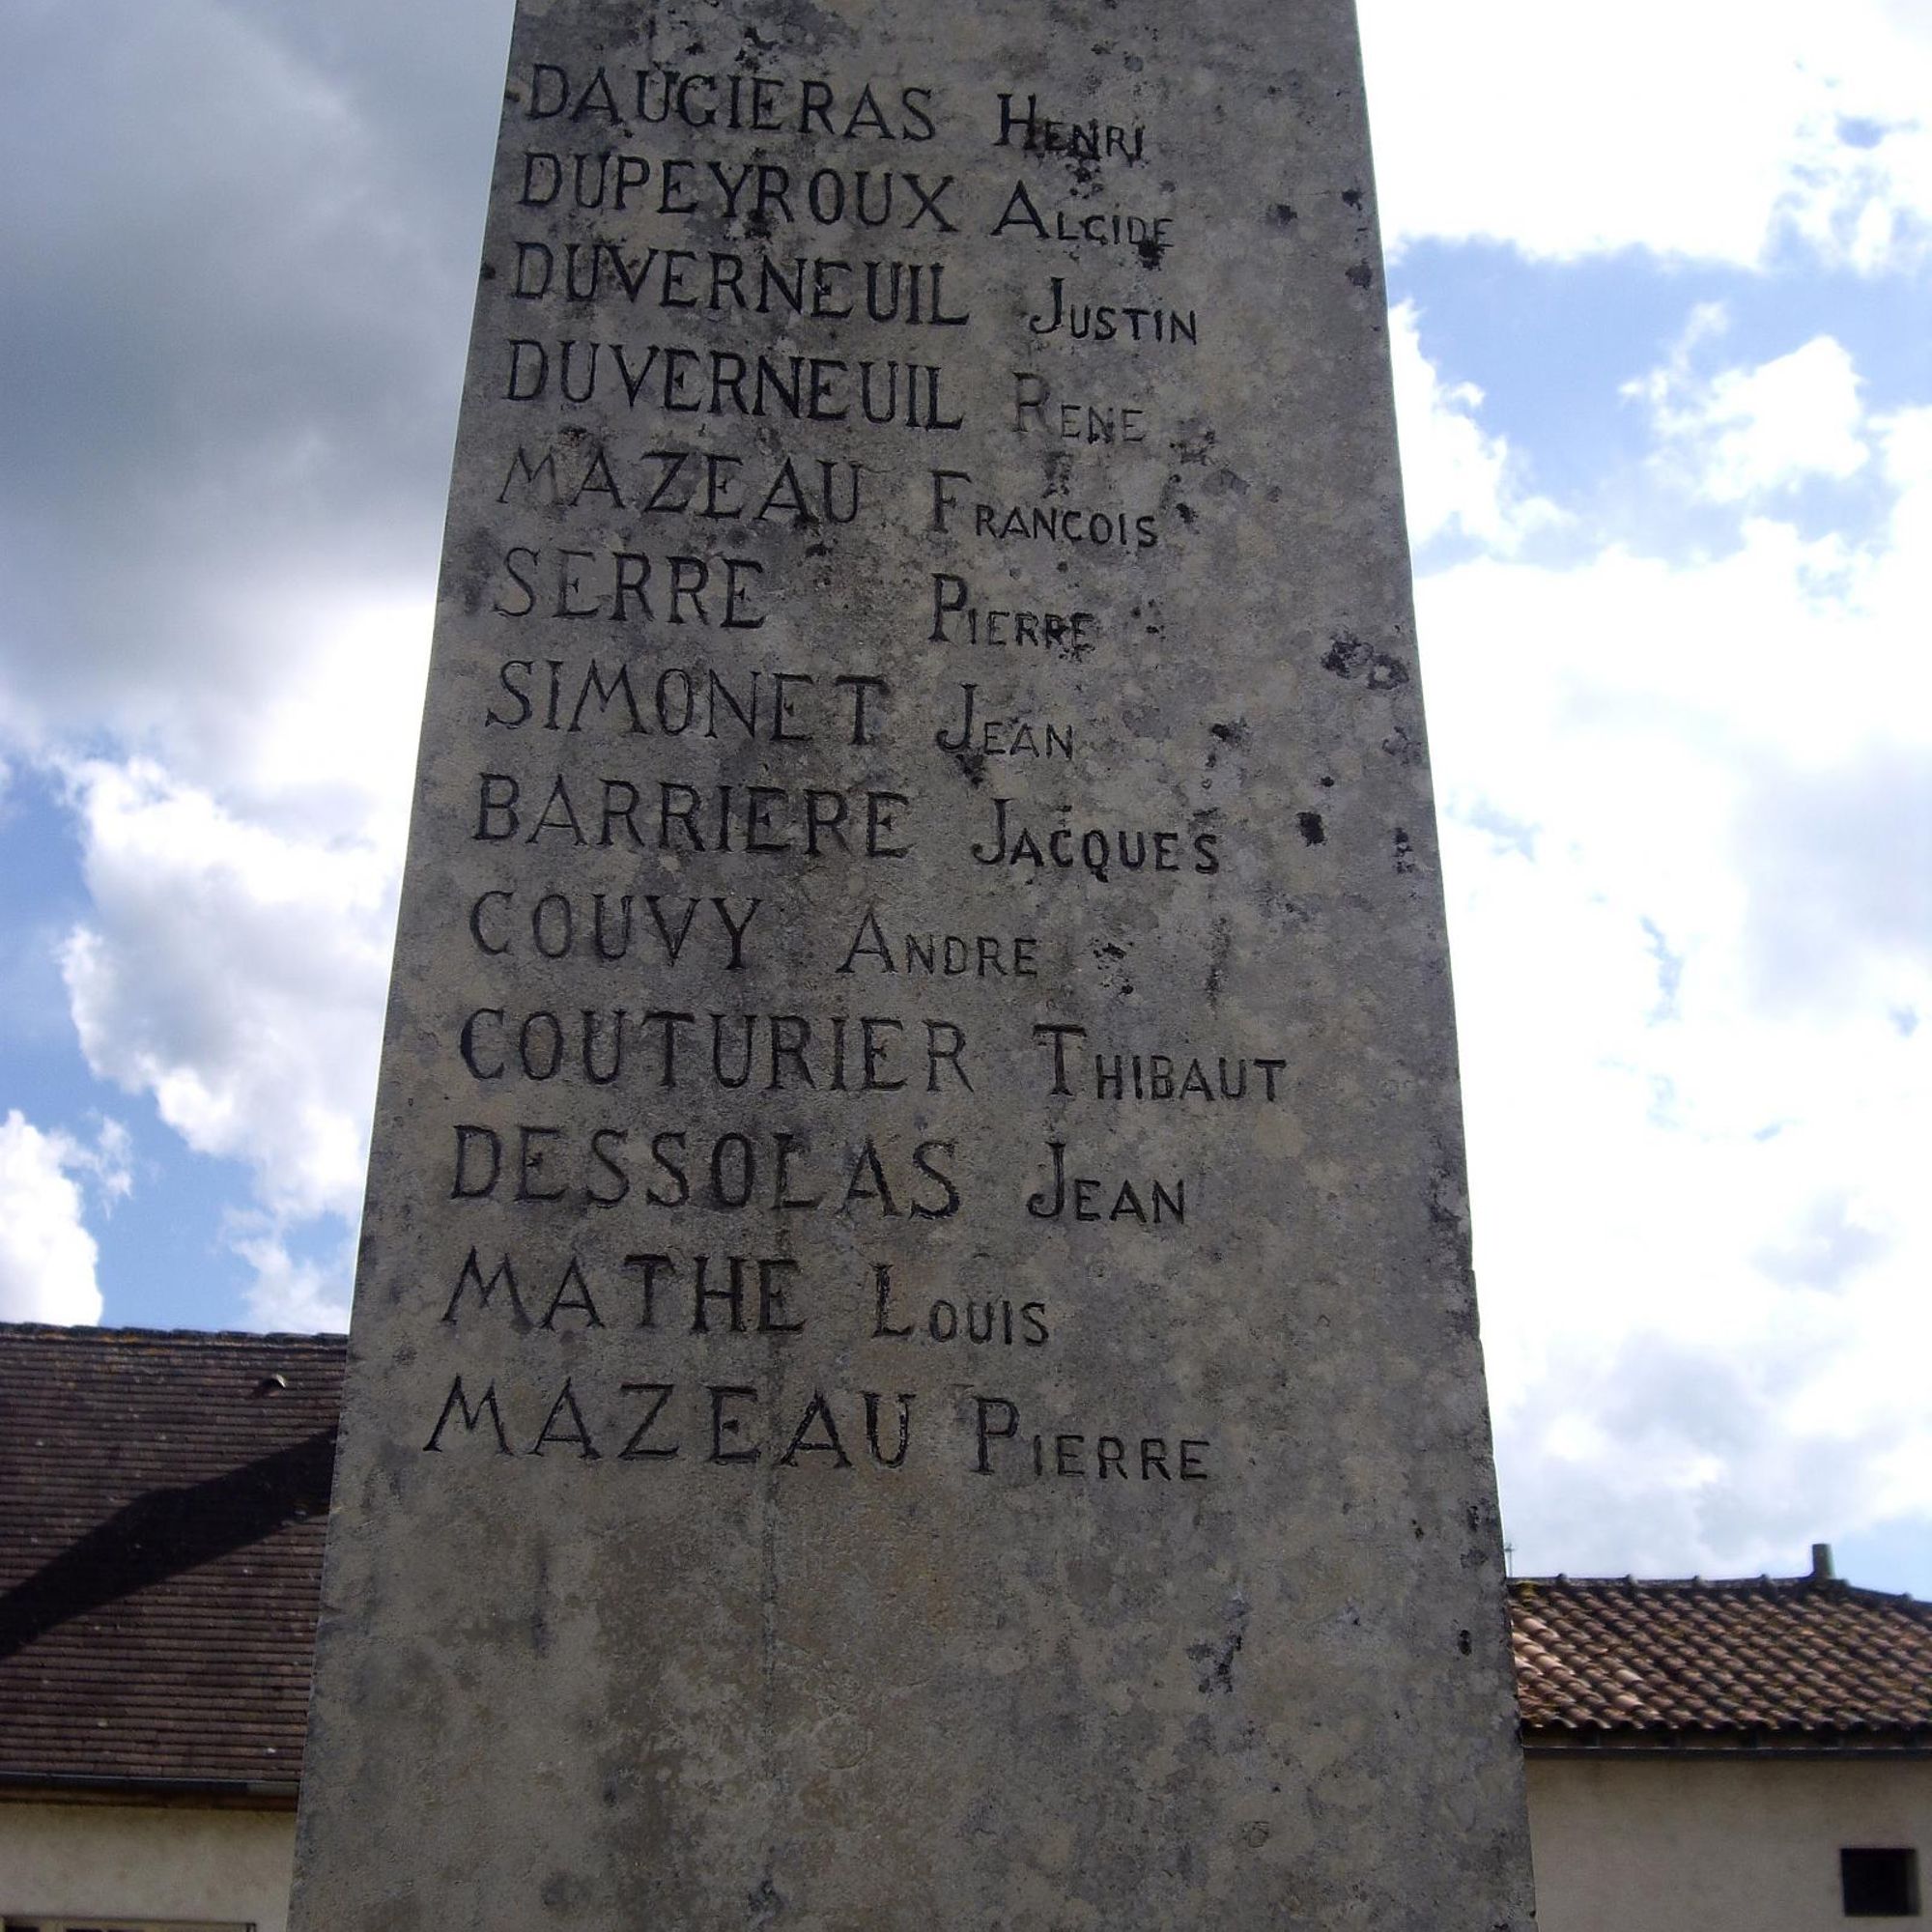 DAUGIERAS HENRI
DUPEYROUX ALCIDE
DUVERNEUIL JUSTIN
DUVERNEUIL RENE
MAZEAU FRANCOIS
SERRE PIERRE
SIMONET JEAN
BARRIERE JACQUES
COUVY ANDRE
COUTURIER THIBAUT
DESSOLAS JEAN
MATHE LOUIS
MAZEAU PIERRE